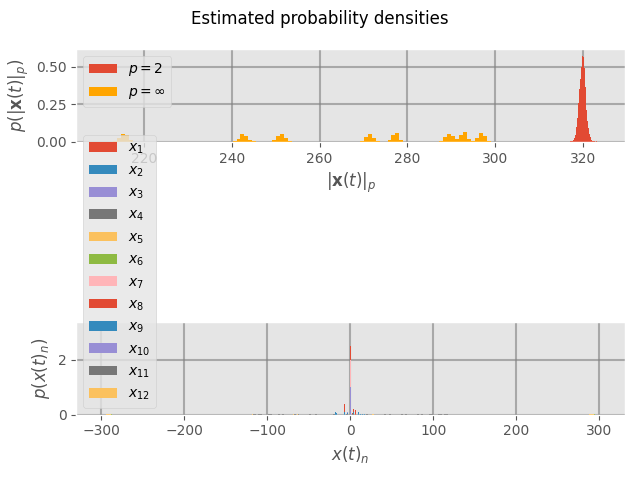 Estimated probability densities
p(|x(t)|p)
0.50
0.25
0.00
p = 2
p = ∞
220 240 260 280 300 320
|x(t)|p
x1
x2
x3
x4
x5
x6
x7
x8
x9
x10
x11
x12
p(x(t)n)
2
0
−300 −200 −100 0 100 200 300
x(t)n